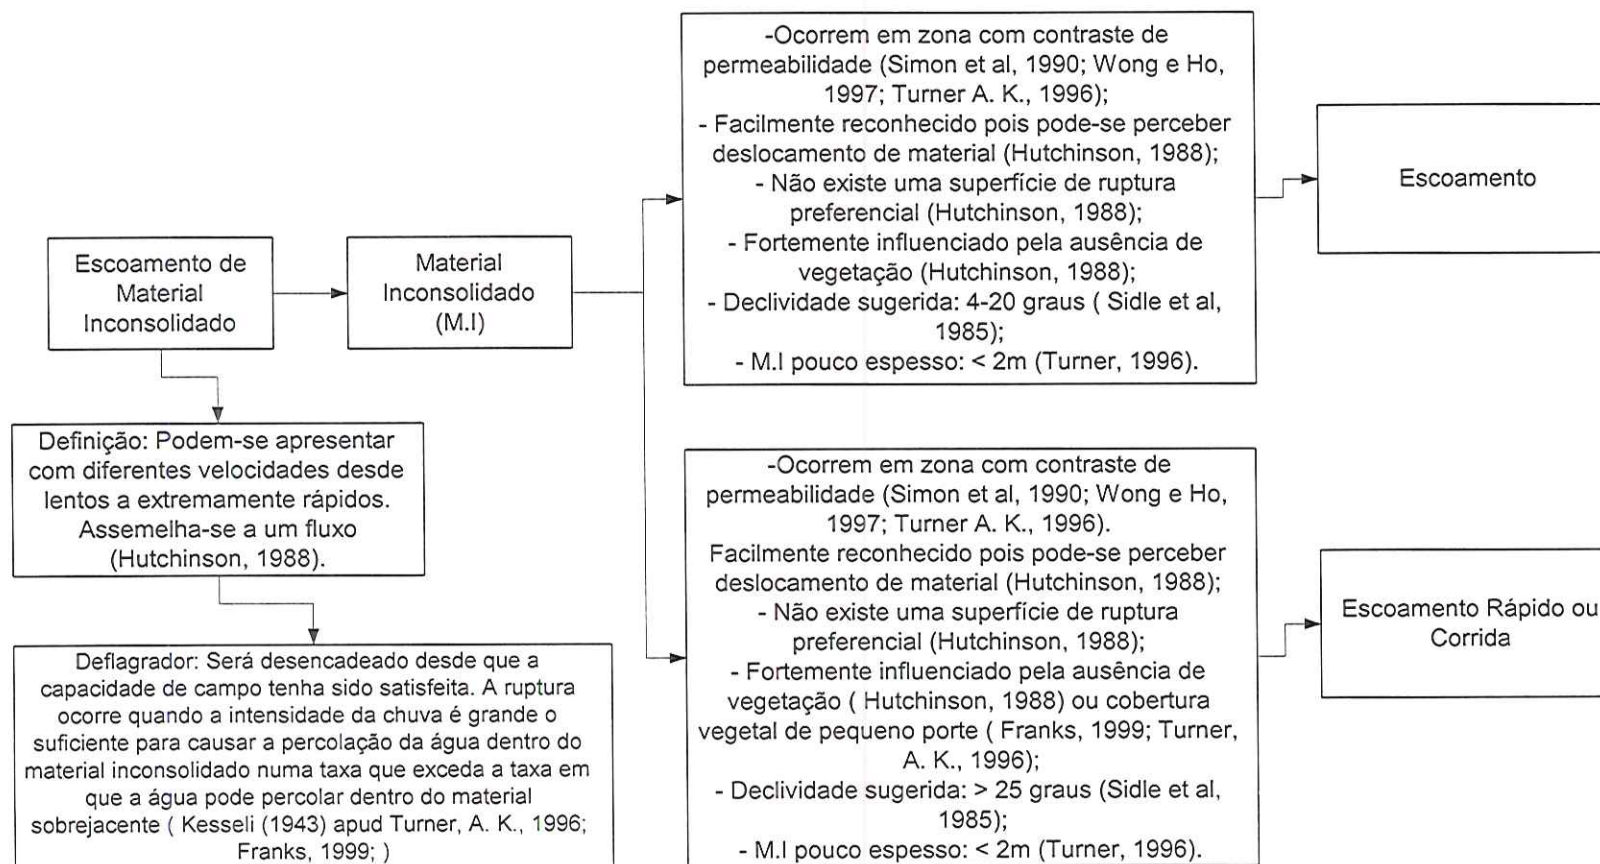 Escoamento de
Material
Inconsolidado
Material
Inconsolidado
(M.I)
Definição: Podem-se apresentar
com diferentes velocidades desde
lentos a extremamente rápidos.
Assemelha-se a um fluxo
(Hutchinson, 1988).
Deflagrador: Será desencadeado desde que a
capacidade de campo tenha sido satisfeita. A ruptura
ocorre quando a intensidade da chuva é grande o
suficiente para causar a percolação da água dentro do
material inconsolidado numa taxa que exceda a taxa em
que a água pode percolar dentro do material
sobrejacente ( Kesseli (1943) apud Turner, A. K., 1996;
Franks, 1999; )
-Ocorrem em zona com contraste de
permeabilidade (Simon et al, 1990; Wong e Ho,
1997; Turner A. K., 1996);
- Facilmente reconhecido pois pode-se perceber
deslocamento de material (Hutchinson, 1988);
- Não existe uma superfície de ruptura
preferencial (Hutchinson, 1988);
- Fortemente influenciado pela ausência de
vegetação (Hutchinson, 1988);
- Declividade sugerida: 4-20 graus ( Sidle et al,
1985);
- M.I pouco espesso: < 2m (Turner, 1996).
Escoamento
-Ocorrem em zona com contraste de
permeabilidade (Simon et al, 1990; Wong e Ho,
1997; Turner A. K., 1996).
Facilmente reconhecido pois pode-se perceber
deslocamento de material (Hutchinson, 1988);
- Não existe uma superfície de ruptura
preferencial (Hutchinson, 1988);
- Fortemente influenciado pela ausência de
vegetação ( Hutchinson, 1988) ou cobertura
vegetal de pequeno porte ( Franks, 1999; Turner,
A. K., 1996);
- Declividade sugerida: > 25 graus (Sidle et al,
1985);
- M.I pouco espesso: < 2m (Turner, 1996).
Escoamento Rápido ou
Corrida